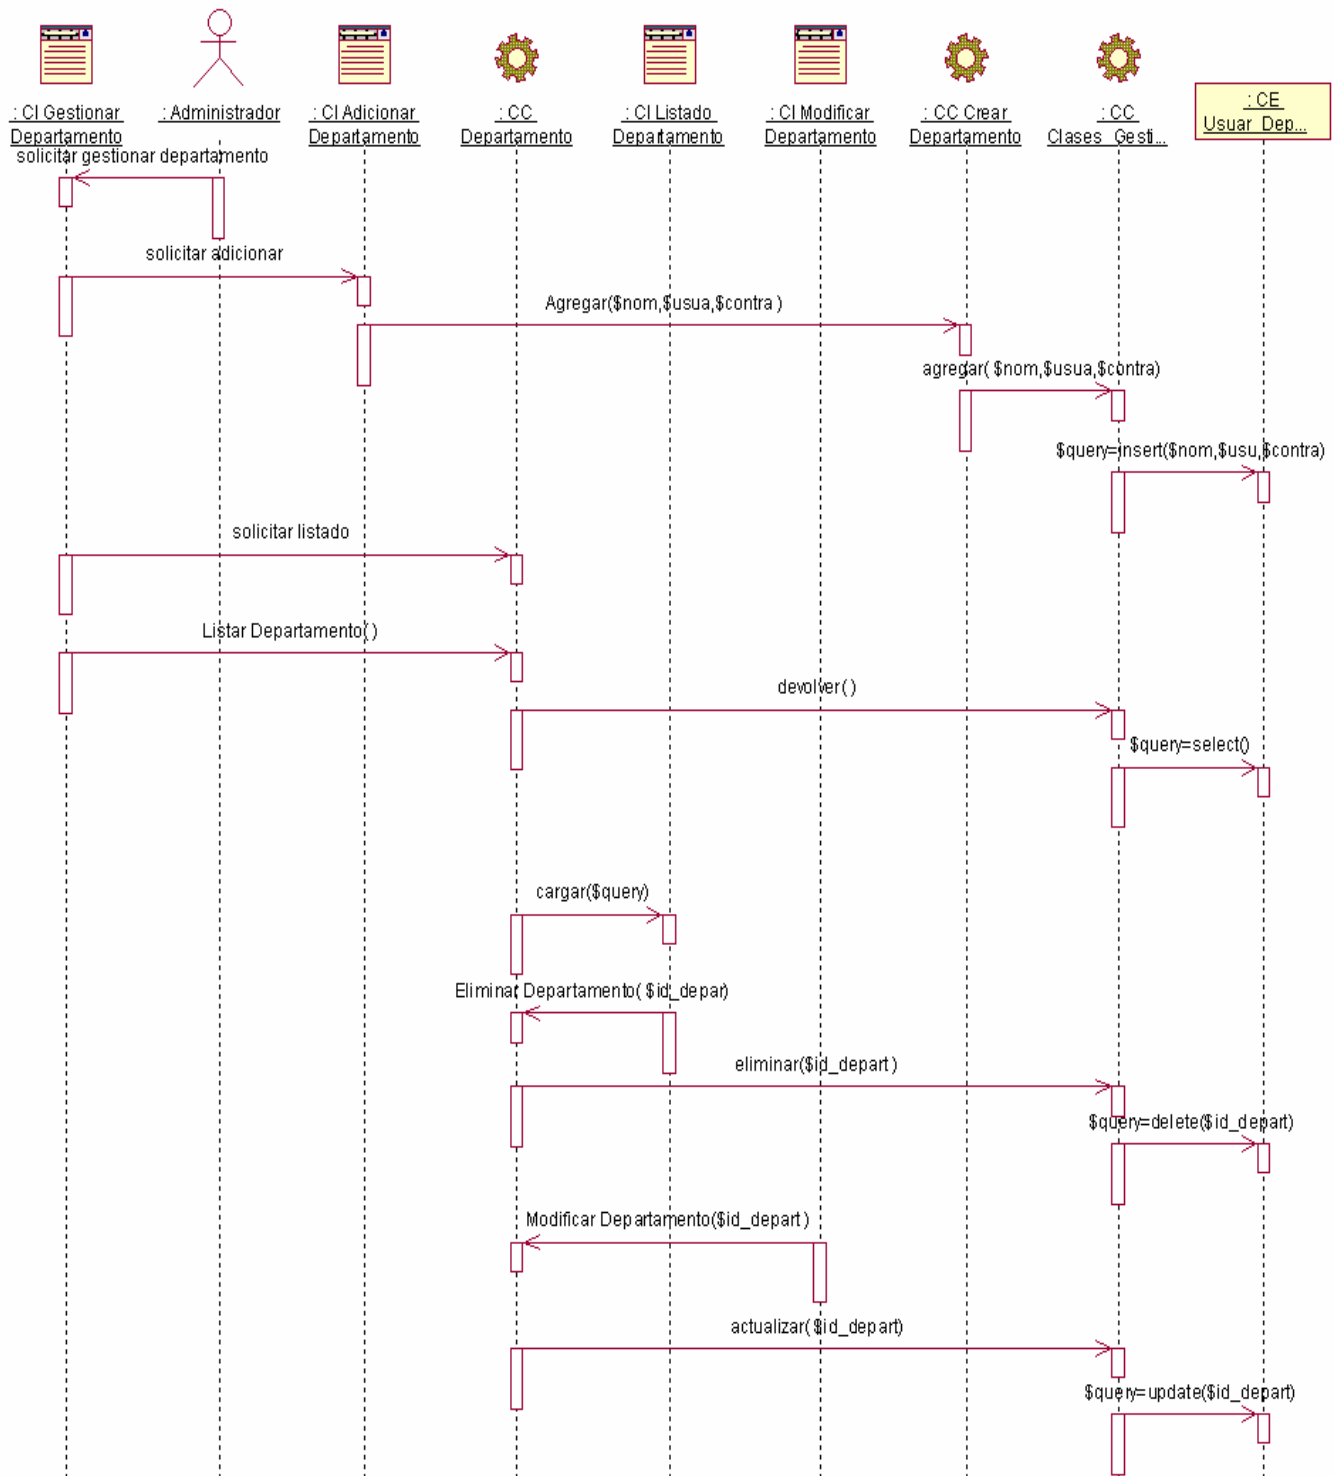 : CI Gestionar
Departamento
: Administrador
: CI Adicionar
Departamento
: CC
Departamento
: CI Listado
Departamento
: CI Modificar
Departamento
: CC Crear
Departamento
: CC
Clases_Gesti...
: CE
Usuar_Dep...
solicitar gestionar departamento
solicitar adicionar
Agregar($nom,$usua,$contra )
agregar( $nom,$usua,$contra)
$query=insert($nom,$usu,$contra)
solicitar listado
Listar Departamento( )
devolver( )
$query=select()
cargar($query)
Eliminar Departamento( $id_depar)
eliminar($id_depart )
$query=delete($id_depart)
Modificar Departamento($id_depart )
actualizar( $id_depart)
$query=update($id_depart)